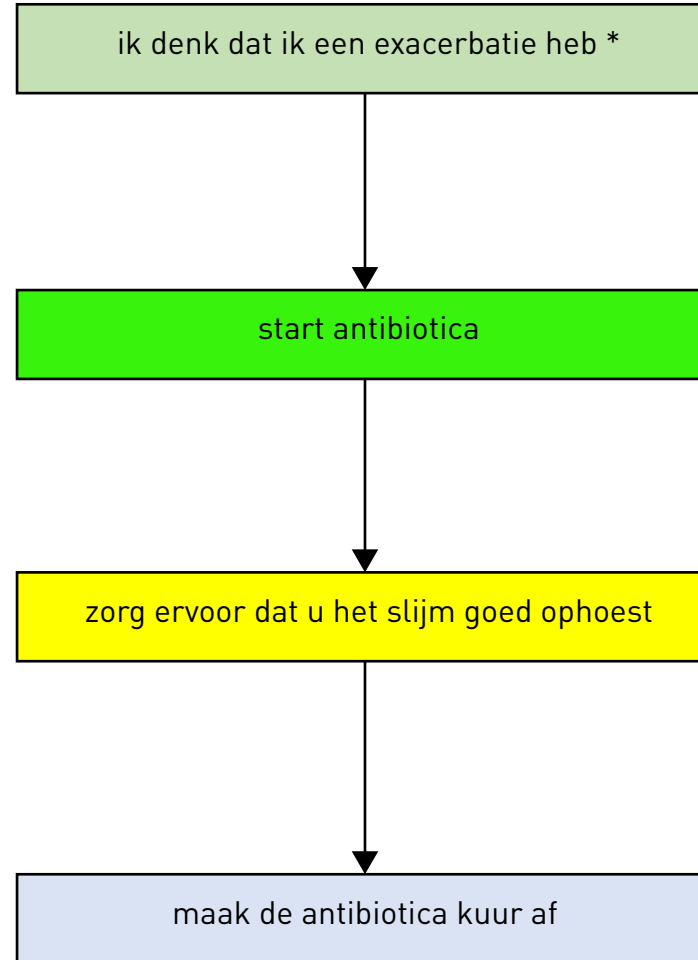 ik denk dat ik een exacerbatie heb *
start antibiotica
zorg ervoor dat u het slijm goed ophoest
maak de antibiotica kuur af